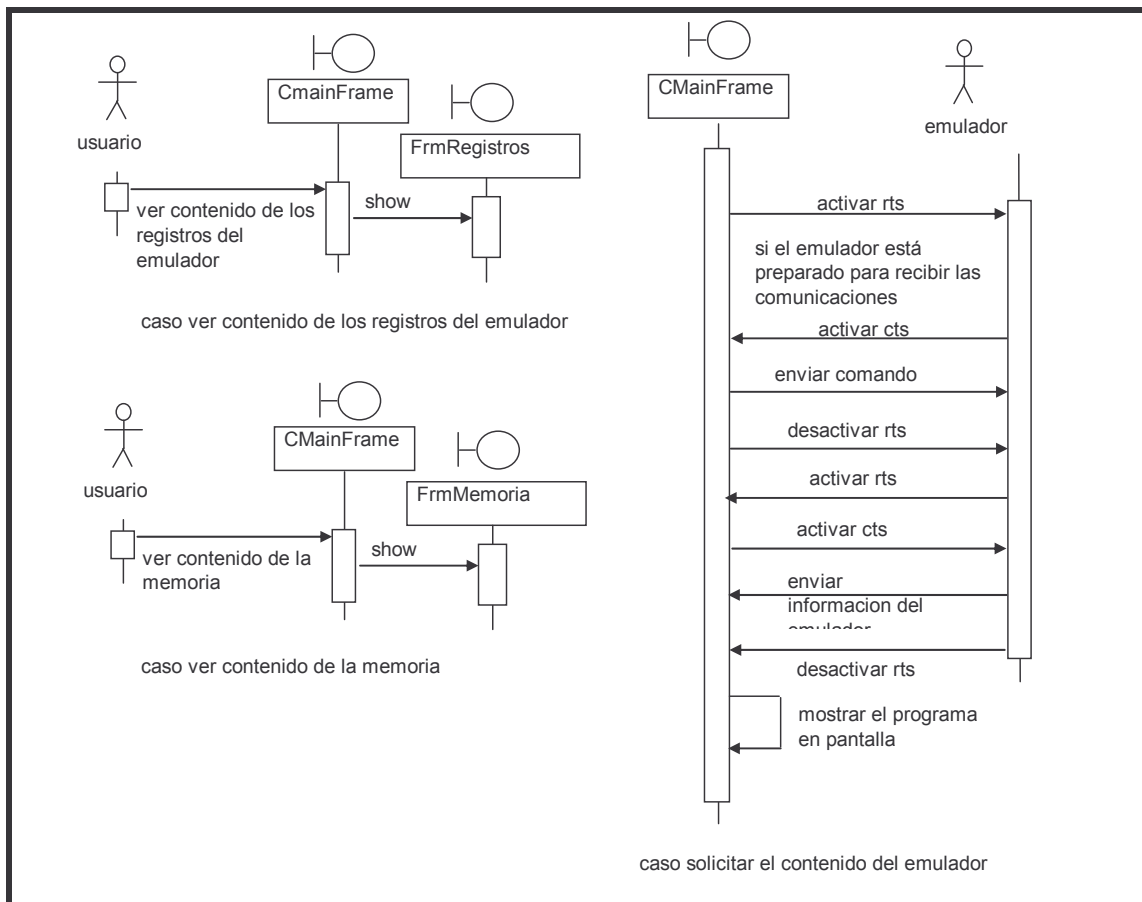 CmainFrame
FrmRegistros
usuario
ver contenido de los
registros del
emulador
show
caso ver contenido de los registros del emulador
CMainFrame
FrmMemoria
usuario
ver contenido de la
memoria
show
caso ver contenido de la memoria
CMainFrame
emulador
activar rts
si el emulador está
preparado para recibir las
comunicaciones
activar cts
enviar comando
desactivar rts
activar rts
activar cts
enviar
informacion del
emulador
desactivar rts
mostrar el programa
en pantalla
caso solicitar el contenido del emulador